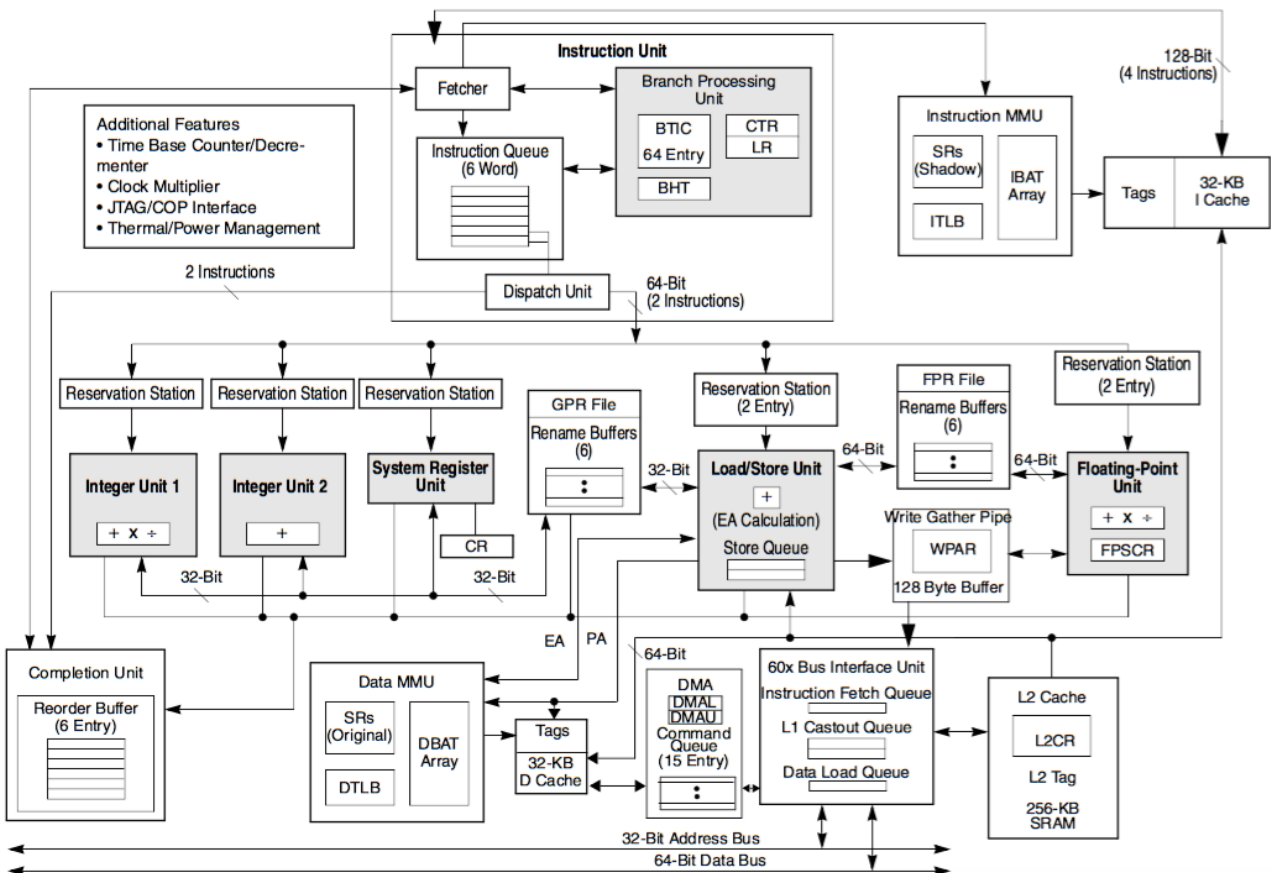 Instruction Unit
Fetcher
Branch Processing
Unit
BTIC
64 Entry
CTR
LR
BHT
Instruction Queue
(6 Word)
Dispatch Unit
64-Bit
(2 Instructions)
2 Instructions
Additional Features
• Time Base Counter/Decre-
menter
• Clock Multiplier
• JTAG/COP Interface
• Thermal/Power Management
128-Bit
(4 Instructions)
Instruction MMU
SRs
(Shadow)
ITLB
IBAT
Array
Tags
32-KB
I Cache
Reservation Station
Reservation Station
Reservation Station
Reservation Station
(2 Entry)
Reservation Station
(2 Entry)
Integer Unit 1
+ x ÷
Integer Unit 2
+
System Register
Unit
CR
GPR File
Rename Buffers
(6)
32-Bit
Load/Store Unit
+
(EA Calculation)
Store Queue
64-Bit
FPR File
Rename Buffers
(6)
64-Bit
Floating-Point
Unit
+ x ÷
FPSCR
Write Gather Pipe
WPAR
128 Byte Buffer
32-Bit
32-Bit
EA
PA
64-Bit
Completion Unit
Reorder Buffer
(6 Entry)
Data MMU
SRs
(Original)
DTLB
DBAT
Array
Tags
32-KB
D Cache
DMA
DMAL
DMAU
Command
Queue
(15 Entry)
60x Bus Interface Unit
Instruction Fetch Queue
L1 Castout Queue
Data Load Queue
L2 Cache
L2CR
L2 Tag
256-KB
SRAM
32-Bit Address Bus
64-Bit Data Bus